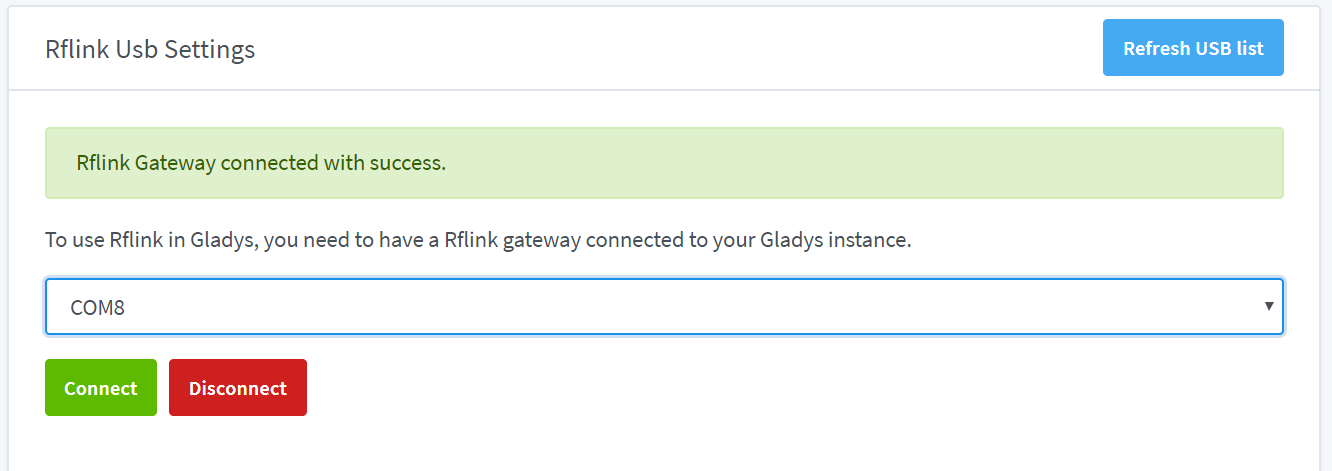 Rflink Usb Settings
Refresh USB list
Rflink Gateway connected with success.
To use Rflink in Gladys, you need to have a Rflink gateway connected to your Gladys instance.
COM8
Connect
Disconnect